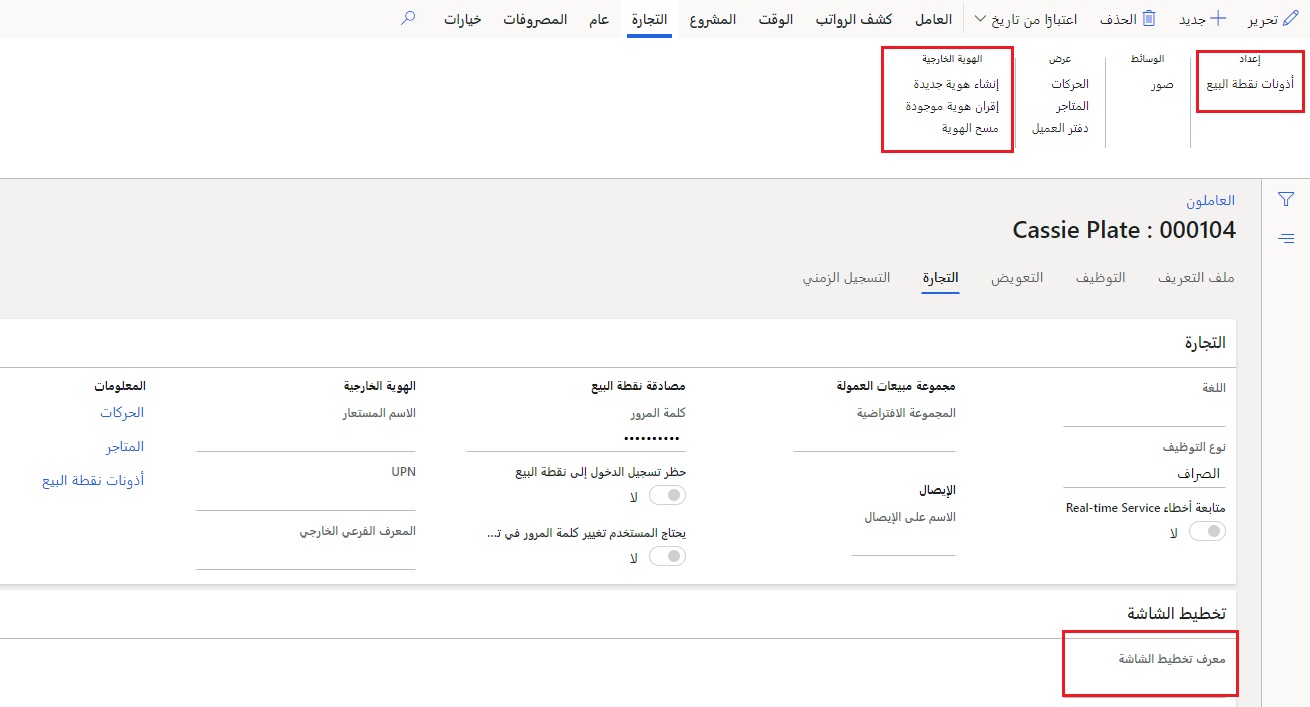 تحرير
جديد
الحذف
اعتبارًا من تاريخ
العامل
كشف الرواتب
الوقت
المشروع
التجارة
عام
المصروفات
خيارات
إعداد
أذونات نقطة البيع
الوسائط
صور
عرض
الحركات
المتاجر
دفتر العميل
الهوية الخارجية
إنشاء هوية جديدة
إقران هوية موجودة
مسح الهوية
العاملون
Cassie Plate : 000104
ملف التعريف
التوظيف
التعويض
التجارة
التسجيل الزمني
التجارة
اللغة
نوع التوظيف
الصراف
متابعة أخطاء Real-time Service
لا
مجموعة مبيعات العمولة
المجموعة الافتراضية
الإيصال
الاسم على الإيصال
مصادقة نقطة البيع
كلمة المرور
••••••••••
حظر تسجيل الدخول إلى نقطة البيع
لا
يحتاج المستخدم تغيير كلمة المرور في تـ...
لا
الهوية الخارجية
الاسم المستعار
UPN
المعرف الفرعي الخارجي
المعلومات
الحركات
المتاجر
أذونات نقطة البيع
تخطيط الشاشة
معرف تخطيط الشاشة